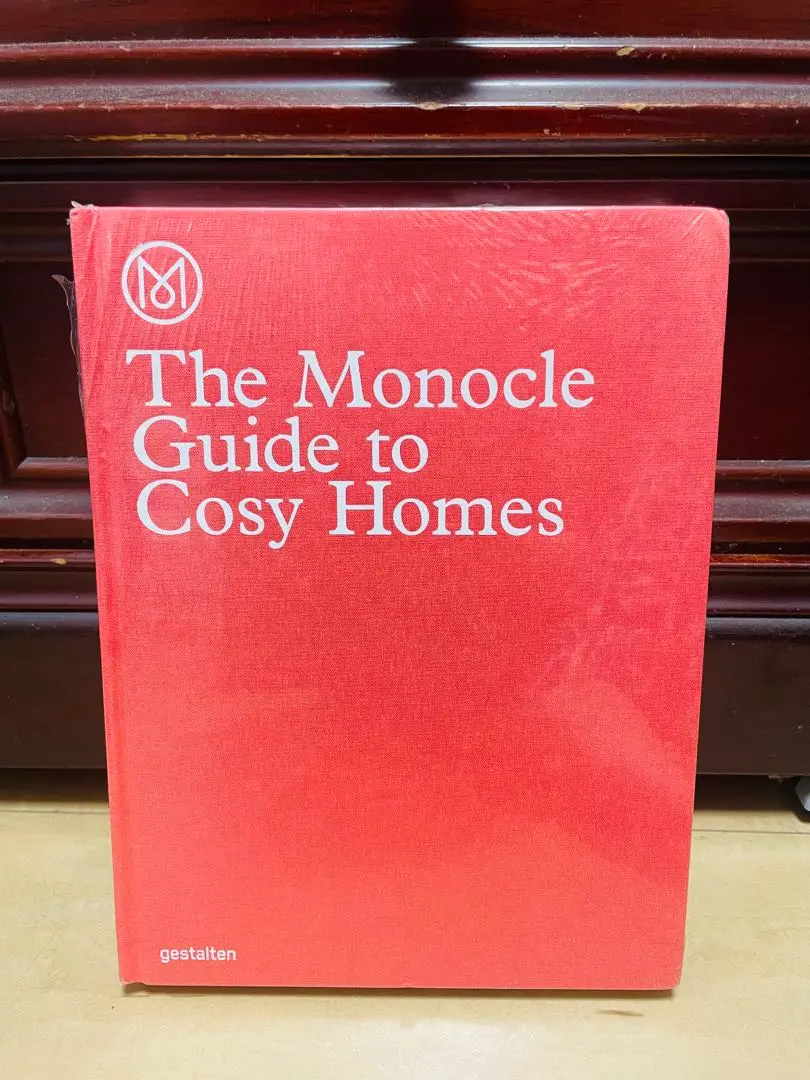 The Monocle
Guide to
Cosy Homes
gestalten